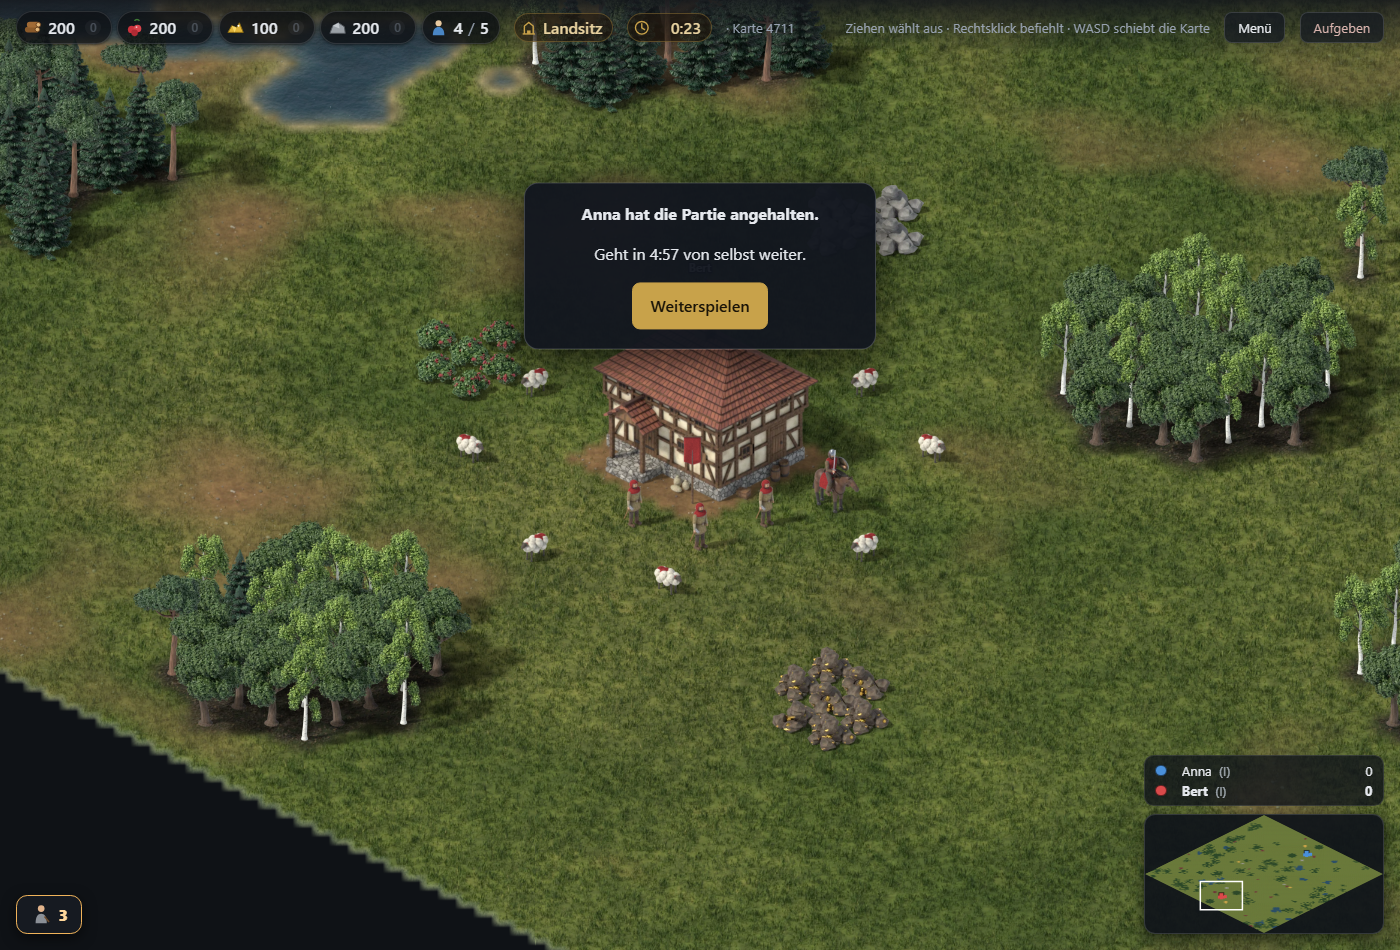 200 0 200 0 100 0 200 0 4 / 5 Landsitz 0:23 · Karte 4711 Ziehen wählt aus · Rechtsklick befiehlt · WASD schiebt die Karte Menü Aufgeben
Anna hat die Partie angehalten.
Geht in 4:57 von selbst weiter.
Bert
Weiterspielen
Anna (I) 0
Bert (I) 0
3